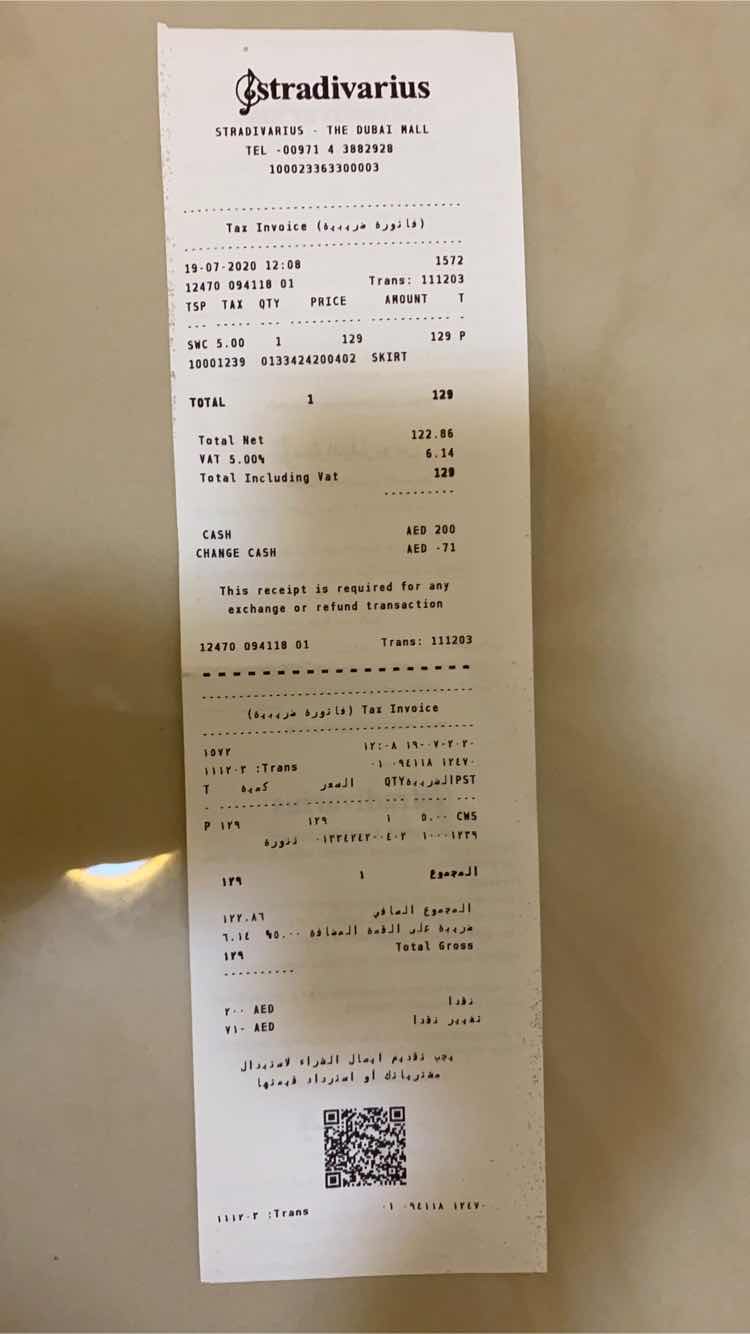 stradivarius
STRADIVARIUS - THE DUBAI MALL
TEL -00971 4 3882928
100023363300003
Tax Invoice (فاتورة ضريبية)
19-07-2020 12:08 1572
12470 094118 01 Trans: 111203
TSP TAX QTY PRICE AMOUNT T
SWC 5.00 1 129 129 P
10001239 0133424200402 SKIRT
TOTAL 1 129
Total Net 122.86
VAT 5.00% 6.14
Total Including Vat 129
CASH AED 200
CHANGE CASH AED -71
This receipt is required for any
exchange or refund transaction
12470 094118 01 Trans: 111203
(فاتورة ضريبية) Tax Invoice
١٥٧٢ ١٢:٠٨ ١٩-٠٧-٢٠٢٠
١١١٢٠٣ :Trans ٠١ ٠٩٤١١٨ ١٢٤٧٠
T كمية السعر QTYالضريبةPST
P ١٢٩ ١٢٩ ١ ٥.٠٠ CWS
تنورة ٠١٣٣٤٢٤٢٠٠٤٠٢ ١٠٠٠١٢٣٩
١٢٩ ١ المجموع
١٢٢.٨٦ المجموع الصافي
٦.١٤ %٥.٠٠ ضريبة على القمة المضافة
١٢٩ Total Gross
٢٠٠ AED نقدا
٧١- AED تغيير نقدا
يجب تقديم ايصال الشراء لاستبدال
مشترياتك أو استرداد قيمتها
١١١٢٠٣ :Trans ٠١ ٠٩٤١١٨ ١٢٤٧٠